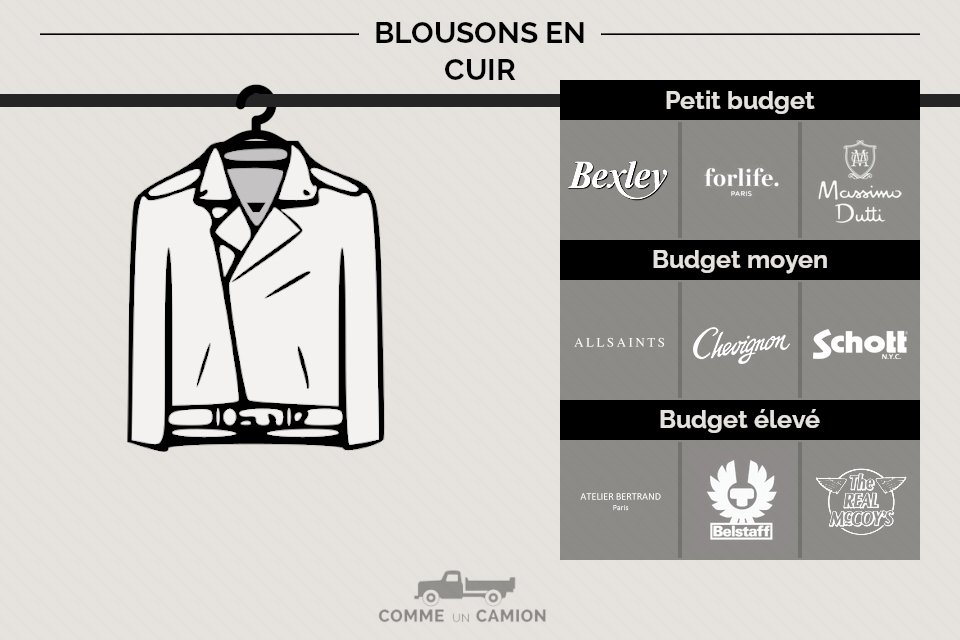 BLOUSONS EN
CUIR
Petit budget
Bexley
forlife.
PARIS
M
Massimo
Dutti
Budget moyen
ALLSAINTS
Chevignon
Schott
N.Y.C.
Budget élevé
ATELIER BERTRAND
Paris
Belstaff
The
REAL
McCOY'S
COMME UN CAMION